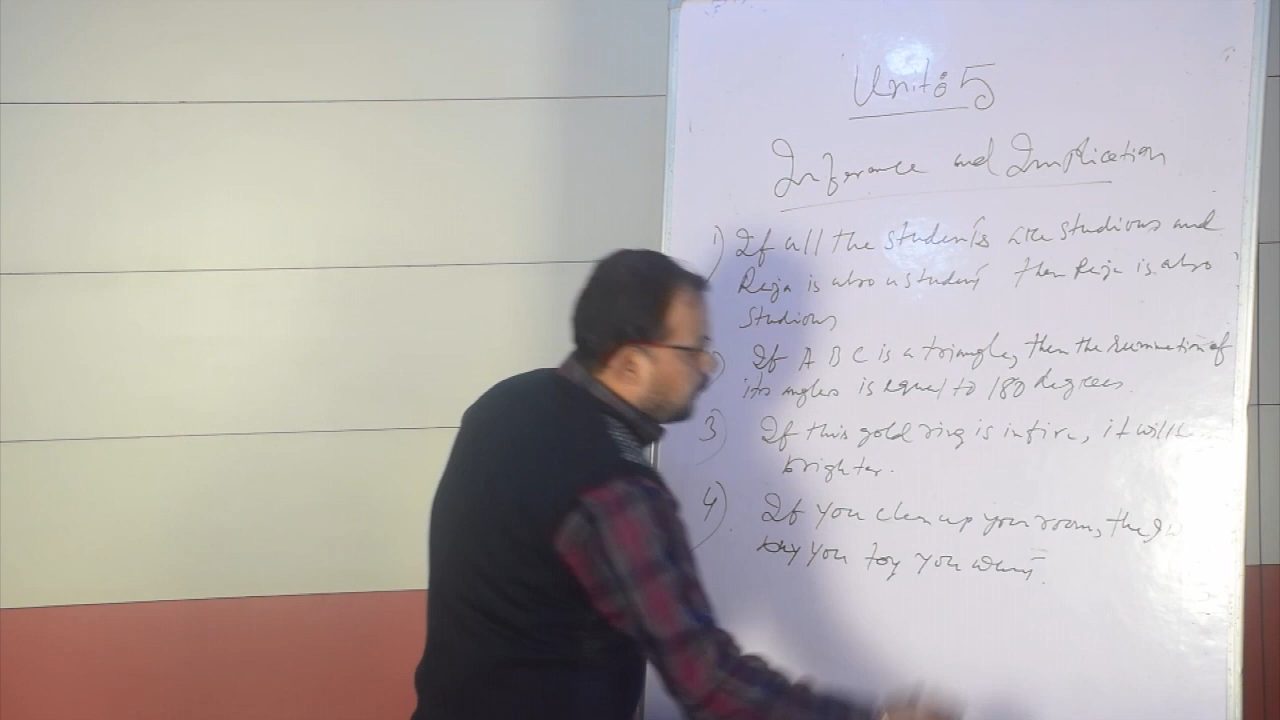 Unit: 5
Inferance and Implication
1) If all the students are studious and
Raja is also a student then Raja is also
studious
If A B C is a triangle, then the summation of
its angles is equal to 180 degrees.
3) If this gold ring is in fire, it will
brighter.
4) If you clean up your room, the I
buy you toy you want.